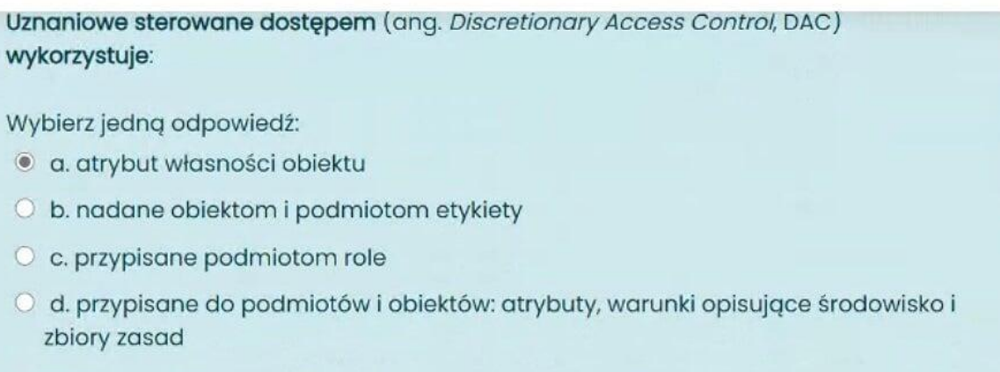 Uznaniowe sterowane dostępem (ang. Discretionary Access Control, DAC)
wykorzystuje:
Wybierz jedną odpowiedź:
a. atrybut własności obiektu
b. nadane obiektom i podmiotom etykiety
c. przypisane podmiotom role
d. przypisane do podmiotów i obiektów: atrybuty, warunki opisujące środowisko i
zbiory zasad